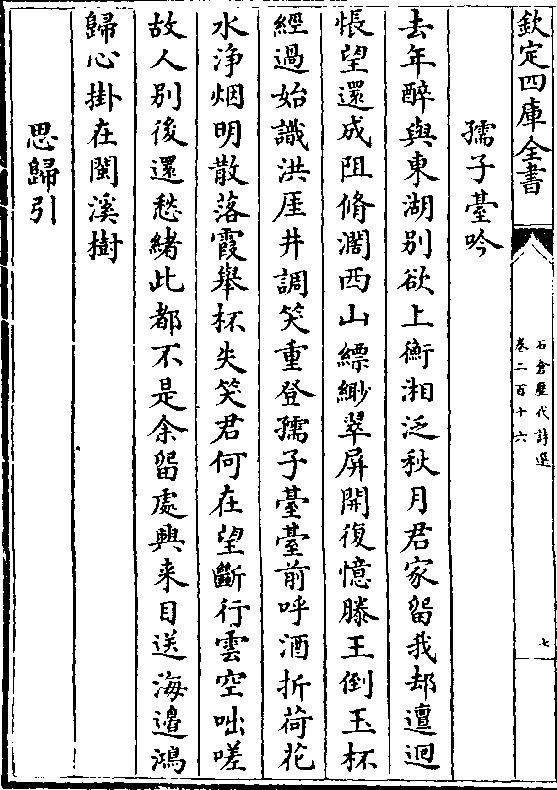 欽定四庫全書
石倉歷代詩選
卷二百十六
七
孺子臺吟
去年醉與東湖別欲上衡湘泛秋月君家留我却邅迴
悵望還成阻脩濶西山縹緲翠屏開復憶滕王倒玉杯
經過始識洪厓井調笑重登孺子臺臺前呼酒折荷花
水净烟明散落霞舉杯失笑君何在望斷行雲空咄嗟
故人别後還愁緒此都不是余留處興来目送海邉鴻
歸心掛在閩溪樹
思歸引